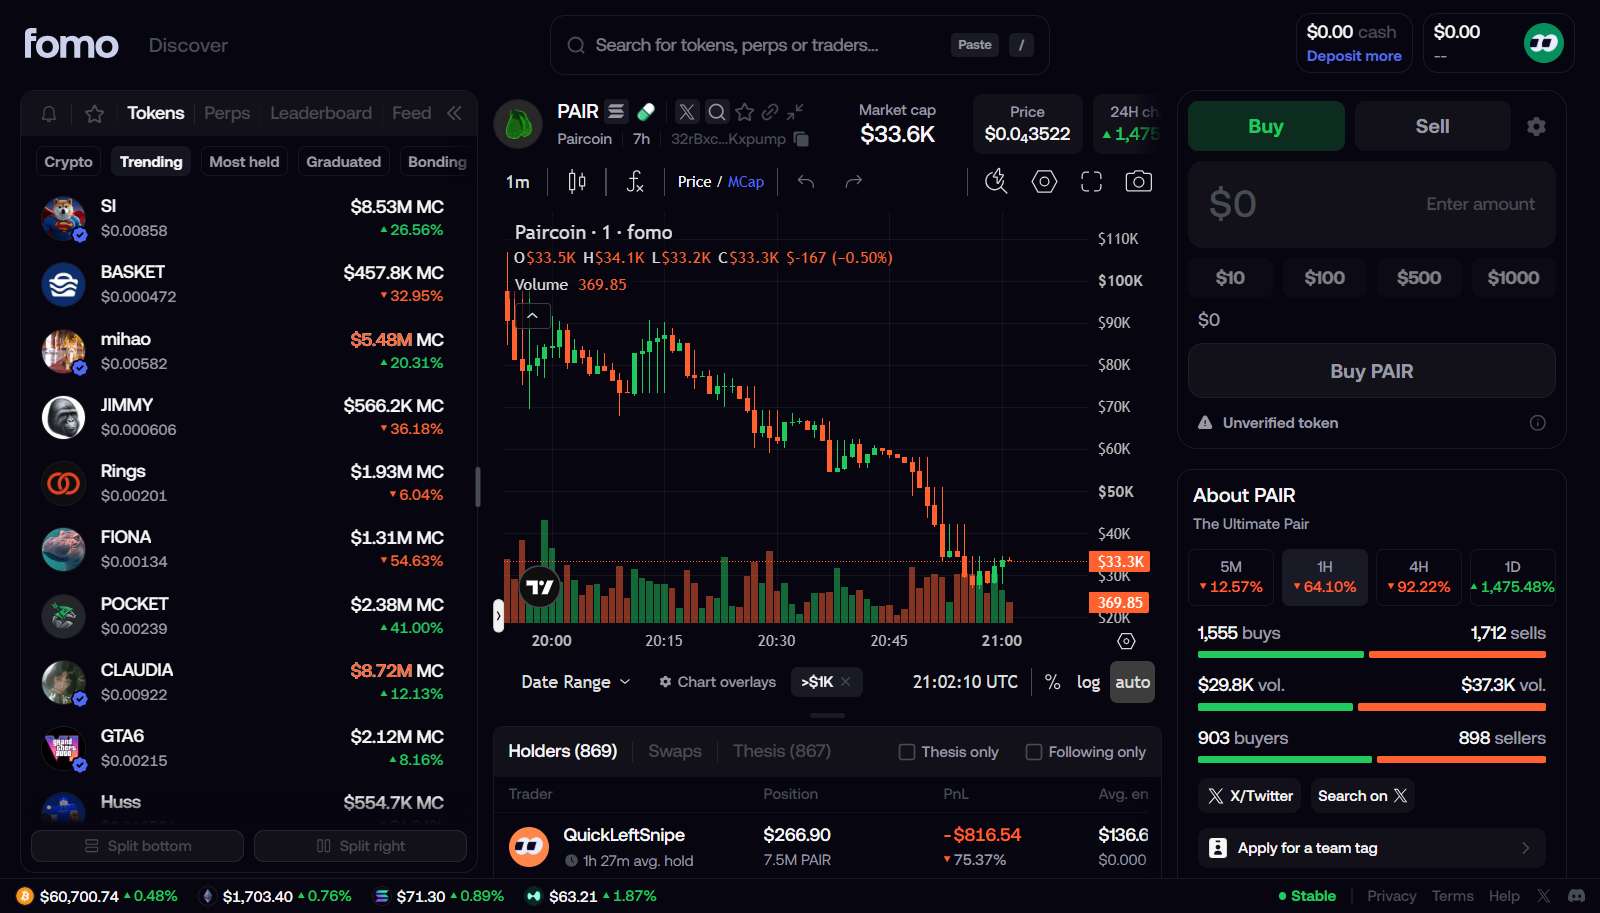 fomo
Discover
Search for tokens, perps or traders...
Paste
/
$0.00 cash
Deposit more
$0.00
--
Tokens
Perps
Leaderboard
Feed
Crypto
Trending
Most held
Graduated
Bonding
SI
$8.53M MC
$0.00858
26.56%
BASKET
$457.8K MC
$0.000472
32.95%
mihao
$5.48M MC
$0.00582
20.31%
JIMMY
$566.2K MC
$0.000606
36.18%
Rings
$1.93M MC
$0.00201
6.04%
FIONA
$1.31M MC
$0.00134
54.63%
POCKET
$2.38M MC
$0.00239
41.00%
CLAUDIA
$8.72M MC
$0.00922
12.13%
GTA6
$2.12M MC
$0.00215
8.16%
Huss
$554.7K MC
Split bottom
Split right
PAIR
Paircoin
7h
32rBxc...Kxpump
Market cap
$33.6K
Price
$0.0₄3522
24H ch
1,475
1m
Price / MCap
Paircoin · 1 · fomo
O$33.5K H$34.1K L$33.2K C$33.3K $-167 (−0.50%)
Volume 369.85
$110K
$100K
$90K
$80K
$70K
$60K
$50K
$40K
$33.3K
$30K
369.85
$20K
20:00
20:15
20:30
20:45
21:00
Date Range
Chart overlays
>$1K
21:02:10 UTC
%
log
auto
Holders (869)
Swaps
Thesis (867)
Thesis only
Following only
Trader
Position
PnL
Avg. en
QuickLeftSnipe
$266.90
-$816.54
$136.6
1h 27m avg. hold
7.5M PAIR
75.37%
$0.000
Buy
Sell
$0
Enter amount
$10
$100
$500
$1000
$0
Buy PAIR
Unverified token
About PAIR
The Ultimate Pair
5M
12.57%
1H
64.10%
4H
92.22%
1D
1,475.48%
1,555 buys
1,712 sells
$29.8K vol.
$37.3K vol.
903 buyers
898 sellers
X/Twitter
Search on X
Apply for a team tag
$60,700.74 0.48%
$1,703.40 0.76%
$71.30 0.89%
$63.21 1.87%
Stable
Privacy
Terms
Help